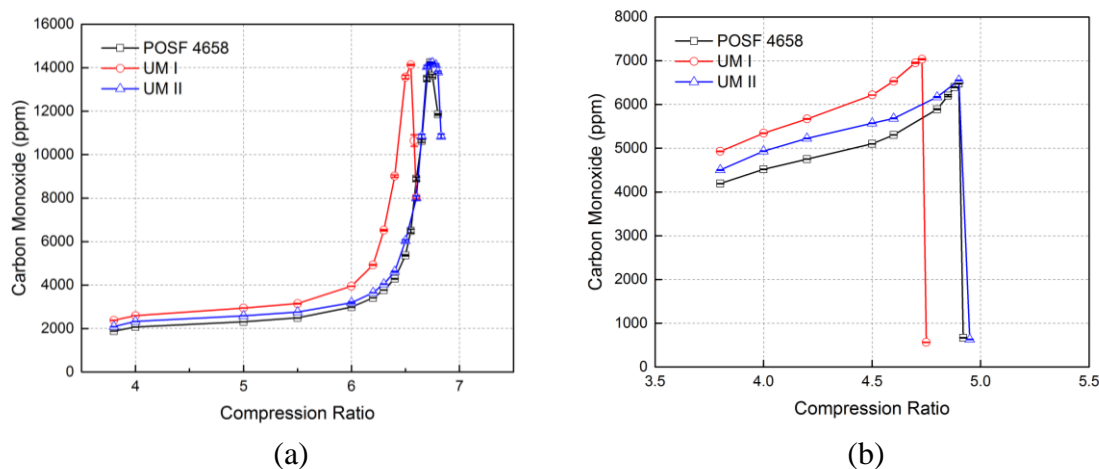 16000
14000
12000
10000
8000
6000
4000
2000
0
Carbon Monoxide (ppm)
POSF 4658
UM I
UM II
4 5 6 7
Compression Ratio
(a)
8000
7000
6000
5000
4000
3000
2000
1000
0
Carbon Monoxide (ppm)
POSF 4658
UM I
UM II
3.5 4.0 4.5 5.0 5.5
Compression Ratio
(b)